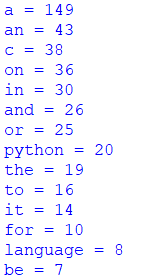 a = 149
an = 43
c = 38
on = 36
in = 30
and = 26
or = 25
python = 20
the = 19
to = 16
it = 14
for = 10
language = 8
be = 7